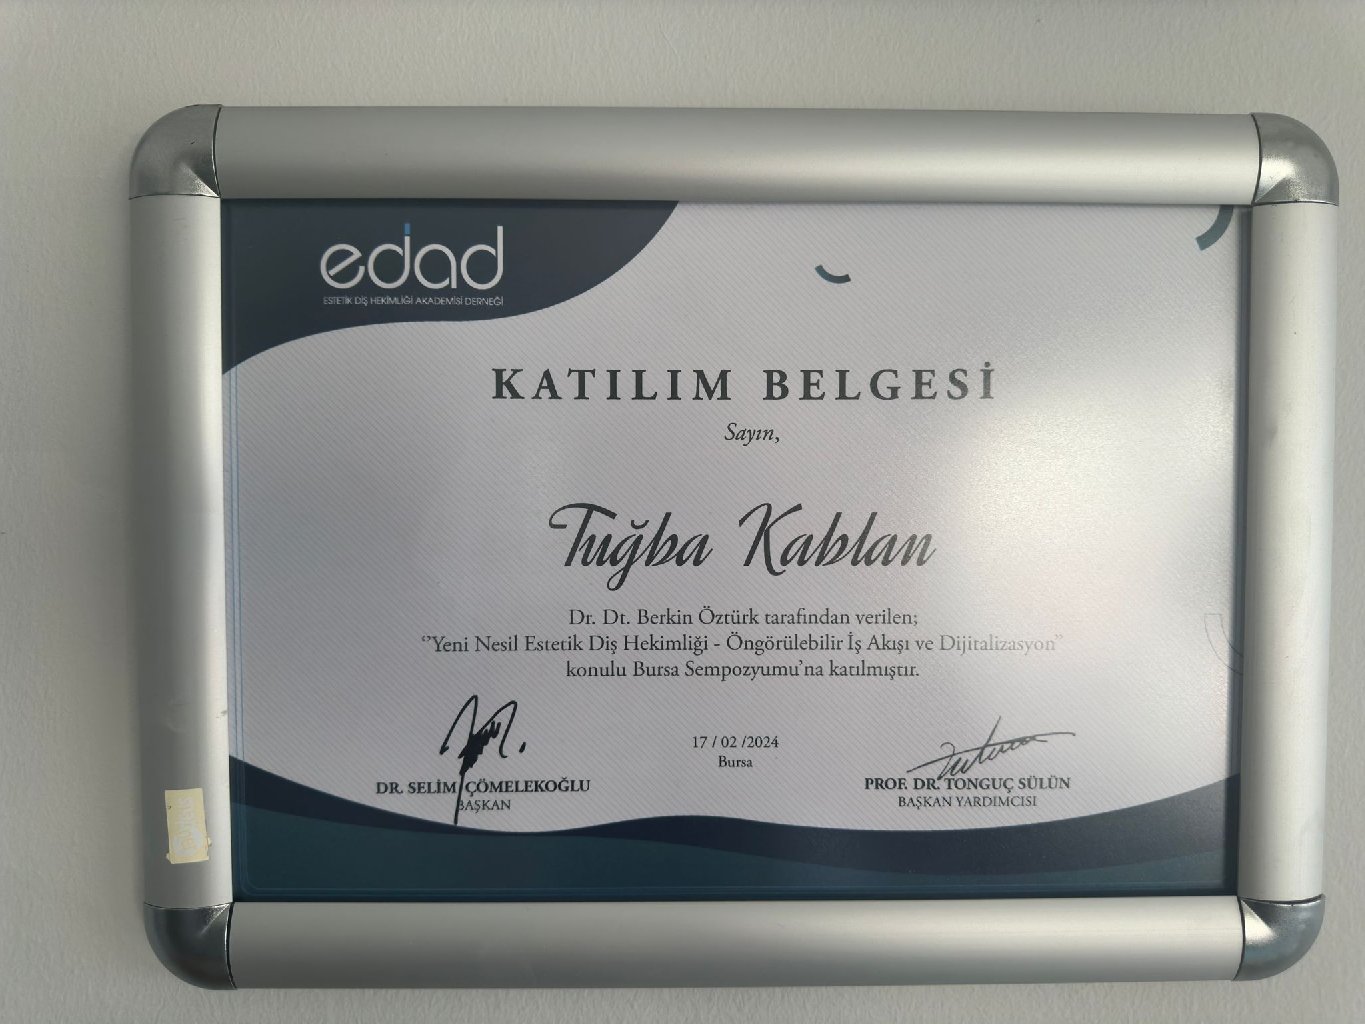 edad
ESTETİK DİŞ HEKİMLİĞİ AKADEMİSİ DERNEĞİ
KATILIM BELGESİ
Sayın,
Tuğba Kablan
Dr. Dt. Berkin Öztürk tarafından verilen;
‘’Yeni Nesil Estetik Diş Hekimliği - Öngörülebilir İş Akışı ve Dijitalizasyon’’
konulu Bursa Sempozyumu’na katılmıştır.
17 / 02 /2024
Bursa
DR. SELİM ÇÖMELEKOĞLU
BAŞKAN
PROF. DR. TONGUÇ SÜLÜN
BAŞKAN YARDIMCISI